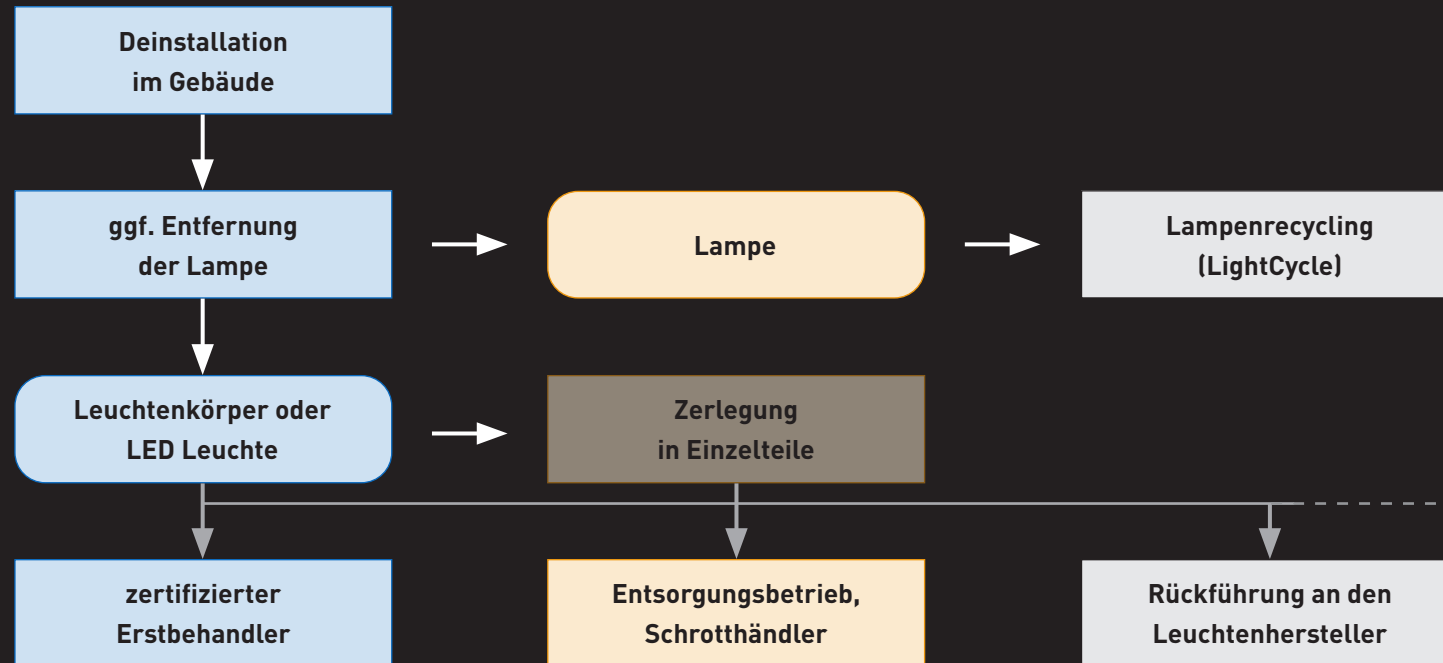 Deinstallation
im Gebäude
ggf. Entfernung
der Lampe
Lampe
Lampenrecycling
(LightCycle)
Leuchtenkörper oder
LED Leuchte
Zerlegung
in Einzelteile
zertifizierter
Erstbehandler
Entsorgungsbetrieb,
Schrotthändler
Rückführung an den
Leuchtenhersteller